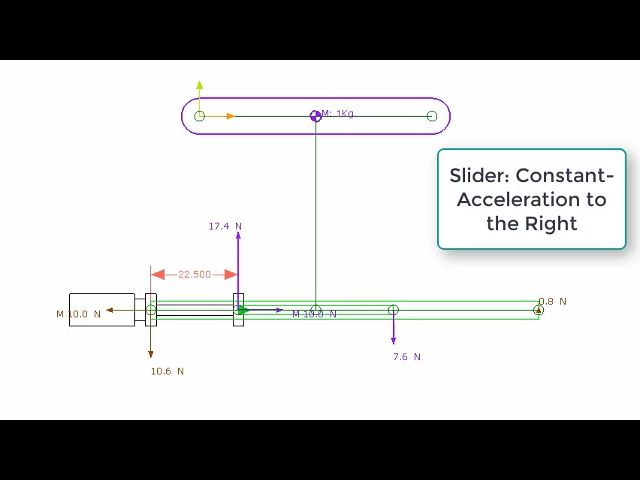 M: 1Kg
Slider: Constant-
Acceleration to
the Right
17.4 N
22.500
0.8 N
M 10.0 N
M 10.0 N
7.6 N
10.6 N